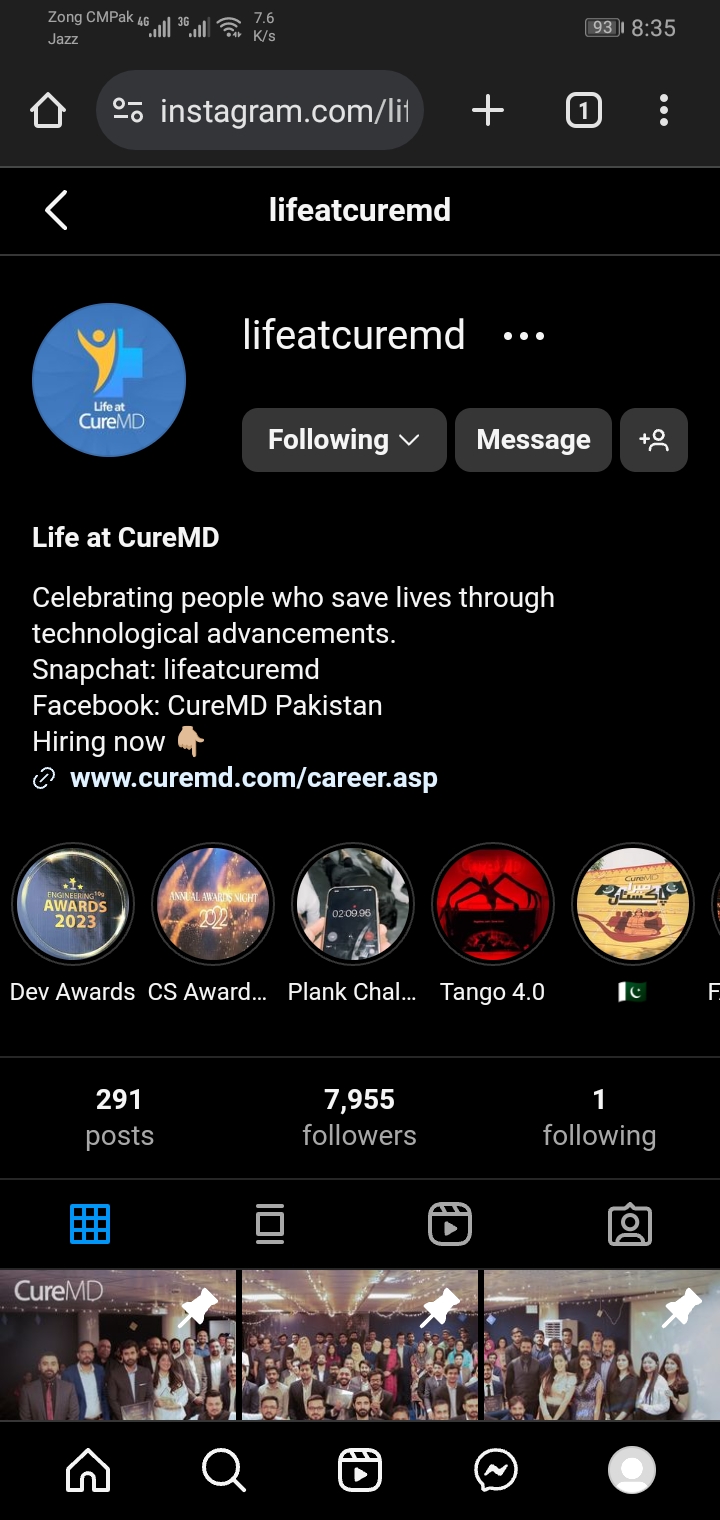 Zong CMPak 4G 3G 7.6
Jazz K/s
93 8:35
instagram.com/lif
1
lifeatcuremd
lifeatcuremd
Life at
CureMD
Following
Message
Life at CureMD
Celebrating people who save lives through
technological advancements.
Snapchat: lifeatcuremd
Facebook: CureMD Pakistan
Hiring now 👇🏼
www.curemd.com/career.asp
ENGINEERING
AWARDS
2023
ANNUAL AWARDS NIGHT
2022
02:09.95
CureMD
میرا
پاکستان
Dev Awards CS Award... Plank Chal... Tango 4.0 🇵🇰 F
291 7,955 1
posts followers following
CureMD